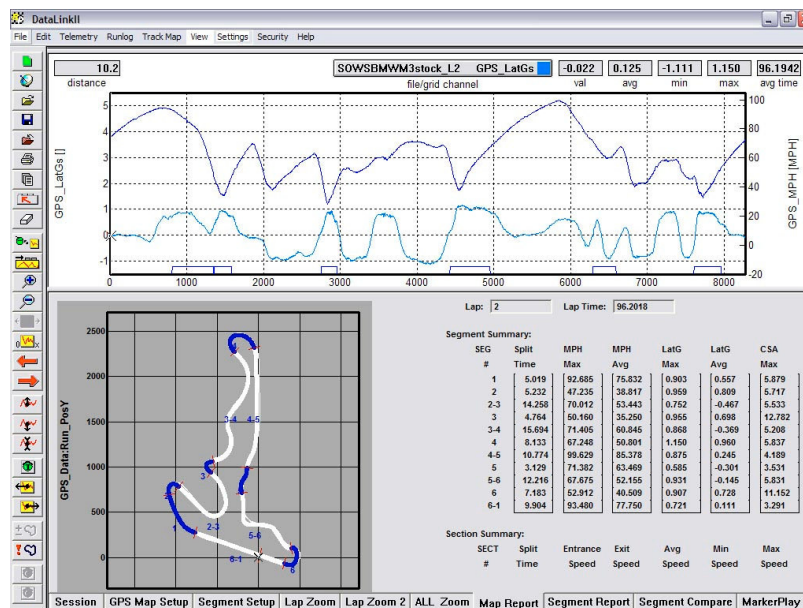 DataLinkII
File Edit Telemetry Runlog Track Map View Settings Security Help
10.2 SOWSBMWM3stock_L2 GPS_LatGs -0.022 0.125 -1.111 1.150 96.1942
distance file/grid channel val avg min max avg time
5 100
4 80
3 60
2 40
1 20
0 0
-1 -20
GPS_LatGs []
GPS_MPH [MPH]
0 1000 2000 3000 4000 5000 6000 7000 8000
Lap: 2 Lap Time: 96.2018
Segment Summary:
SEG Split MPH MPH LatG LatG CSA
# Time Max Avg Max Avg Max
1 5.019 92.685 75.832 0.903 0.557 5.879
2 5.232 47.235 38.817 0.959 0.809 5.717
2-3 14.258 70.012 53.443 0.752 -0.467 5.533
3 4.764 50.160 35.250 0.955 0.698 12.782
3-4 15.694 71.405 60.845 0.868 -0.369 5.208
4 8.133 67.248 50.801 1.150 0.960 5.837
4-5 10.774 99.629 85.378 0.875 0.245 4.189
5 3.129 71.382 63.469 0.585 -0.301 3.531
5-6 12.216 67.675 52.155 0.931 -0.145 5.831
6 7.183 52.912 40.509 0.907 0.728 11.152
6-1 9.904 93.480 77.750 0.721 0.111 3.291
Section Summary:
SECT Split Entrance Exit Avg Min Max
# Time Speed Speed Speed Speed Speed
GPS_Data:Run_PosY
2500
2000
1500
1000
500
0
3-4 4-5
3
1 2-3 5-6
6-1 6
Session GPS Map Setup Segment Setup Lap Zoom Lap Zoom 2 ALL Zoom Map Report Segment Report Segment Compare MarkerPlay